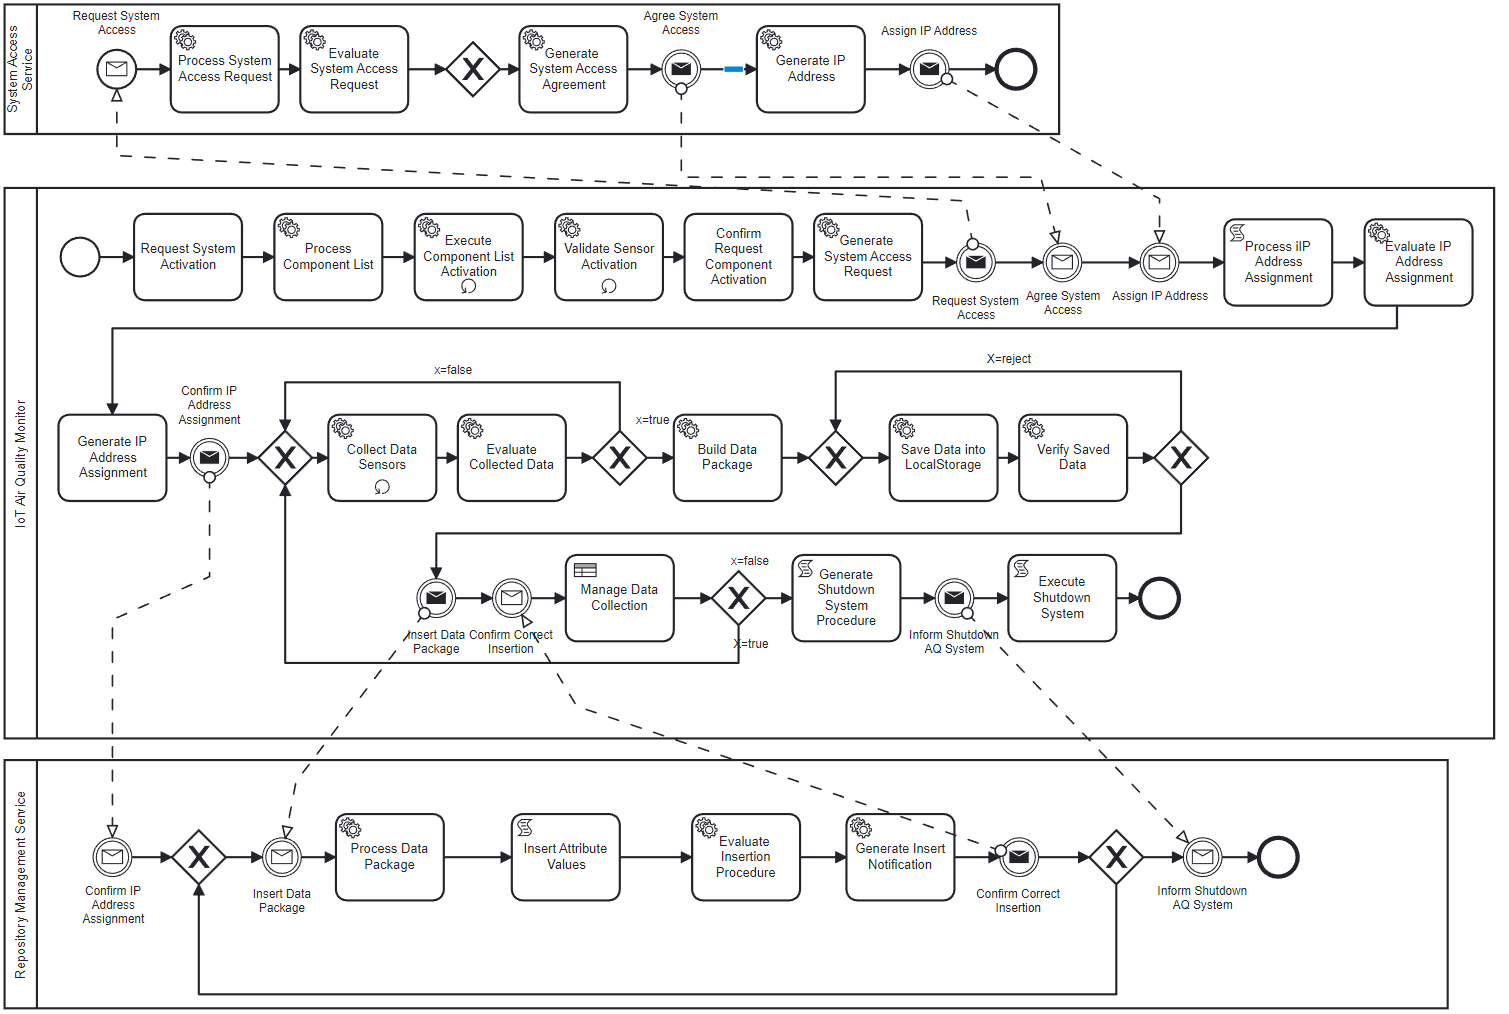 System Access
Service
Request System
Access
Process System
Access Request
Evaluate
System Access
Request
Generate
System Access
Agreement
Agree System
Access
Generate IP
Address
Assign IP Address
IoT Air Quality Monitor
Request System
Activation
Process
Component List
Execute
Component List
Activation
Validate Sensor
Activation
Confirm
Request
Component
Activation
Generate
System Access
Request
Request System
Access
Agree System
Access
Assign IP Address
Process iIP
Address
Assignment
Evaluate IP
Address
Assignment
Generate IP
Address
Assignment
Confirm IP
Address
Assignment
x=false
Collect Data
Sensors
Evaluate
Collected Data
x=true
Build Data
Package
X=reject
Save Data into
LocalStorage
Verify Saved
Data
Insert Data
Package
Confirm Correct
Insertion
Manage Data
Collection
x=false
X=true
Generate
Shutdown
System
Procedure
Inform Shutdown
AQ System
Execute
Shutdown
System
Repository Management Service
Confirm IP
Address
Assignment
Insert Data
Package
Process Data
Package
Insert Attribute
Values
Evaluate
Insertion
Procedure
Generate Insert
Notification
Confirm Correct
Insertion
Inform Shutdown
AQ System